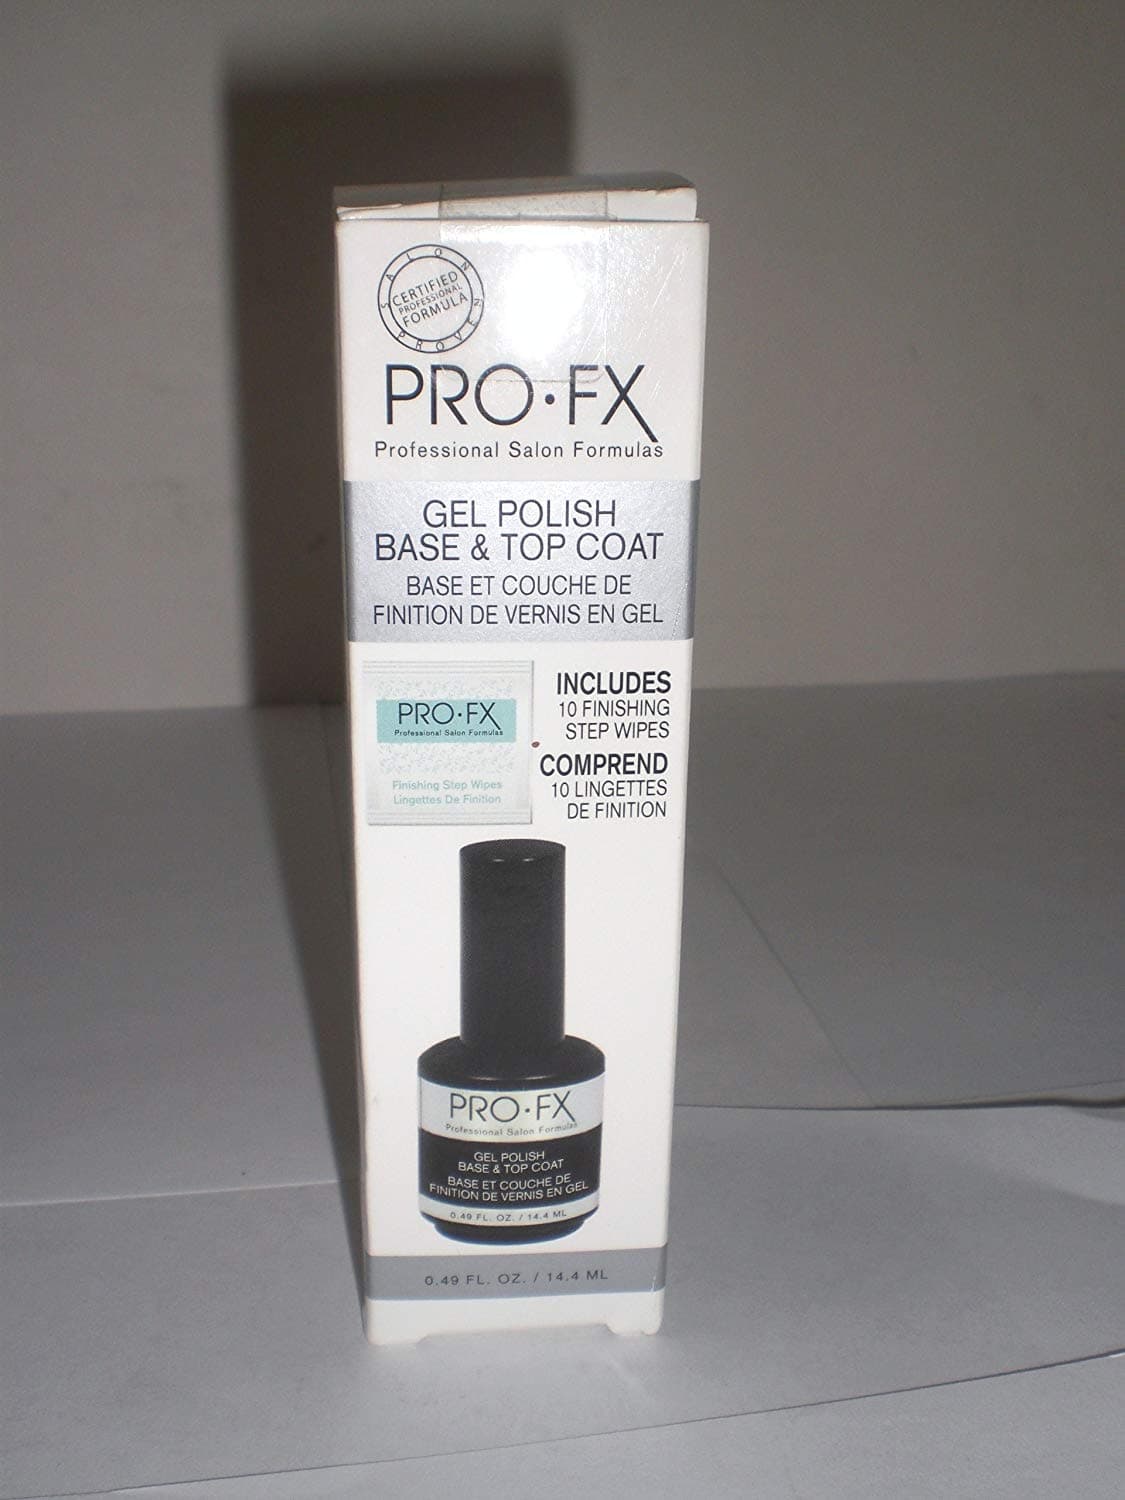 SALON PROVEN
CERTIFIED
PROFESSIONAL
FORMULA
PRO·FX
Professional Salon Formulas
GEL POLISH
BASE & TOP COAT
BASE ET COUCHE DE
FINITION DE VERNIS EN GEL
PRO·FX
Professional Salon Formulas
Finishing Step Wipes
Lingettes De Finition
INCLUDES
10 FINISHING
STEP WIPES
COMPREND
10 LINGETTES
DE FINITION
PRO·FX
Professional Salon Formulas
GEL POLISH
BASE & TOP COAT
BASE ET COUCHE DE
FINITION DE VERNIS EN GEL
0.49 FL. OZ. / 14.4 ML
0.49 FL. OZ. / 14.4 ML